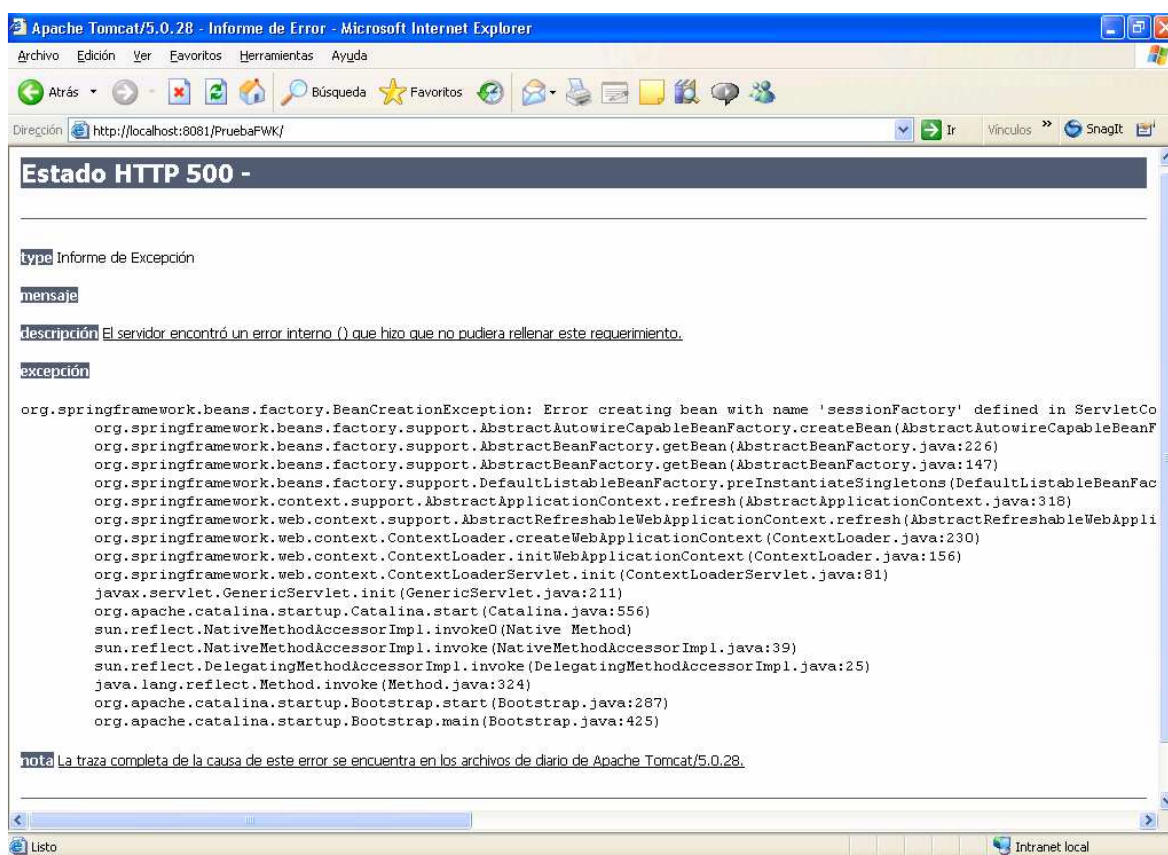 Apache Tomcat/5.0.28 - Informe de Error - Microsoft Internet Explorer
Archivo Edición Ver Favoritos Herramientas Ayuda
Atrás Búsqueda Favoritos
Dirección http://localhost:8081/PruebaFWK/ Ir Vínculos » SnagIt
Estado HTTP 500 -
type Informe de Excepción
mensaje
descripción El servidor encontró un error interno () que hizo que no pudiera rellenar este requerimiento.
excepción
org.springframework.beans.factory.BeanCreationException: Error creating bean with name 'sessionFactory' defined in ServletCo
org.springframework.beans.factory.support.AbstractAutowireCapableBeanFactory.createBean(AbstractAutowireCapableBeanF
org.springframework.beans.factory.support.AbstractBeanFactory.getBean(AbstractBeanFactory.java:226)
org.springframework.beans.factory.support.AbstractBeanFactory.getBean(AbstractBeanFactory.java:147)
org.springframework.beans.factory.support.DefaultListableBeanFactory.preInstantiateSingletons(DefaultListableBeanFac
org.springframework.context.support.AbstractApplicationContext.refresh(AbstractApplicationContext.java:318)
org.springframework.web.context.support.AbstractRefreshableWebApplicationContext.refresh(AbstractRefreshableWebAppli
org.springframework.web.context.ContextLoader.createWebApplicationContext(ContextLoader.java:230)
org.springframework.web.context.ContextLoader.initWebApplicationContext(ContextLoader.java:156)
org.springframework.web.context.ContextLoaderServlet.init(ContextLoaderServlet.java:81)
javax.servlet.GenericServlet.init(GenericServlet.java:211)
org.apache.catalina.startup.Catalina.start(Catalina.java:556)
sun.reflect.NativeMethodAccessorImpl.invoke0(Native Method)
sun.reflect.NativeMethodAccessorImpl.invoke(NativeMethodAccessorImpl.java:39)
sun.reflect.DelegatingMethodAccessorImpl.invoke(DelegatingMethodAccessorImpl.java:25)
java.lang.reflect.Method.invoke(Method.java:324)
org.apache.catalina.startup.Bootstrap.start(Bootstrap.java:287)
org.apache.catalina.startup.Bootstrap.main(Bootstrap.java:425)
nota La traza completa de la causa de este error se encuentra en los archivos de diario de Apache Tomcat/5.0.28.
Listo Intranet local